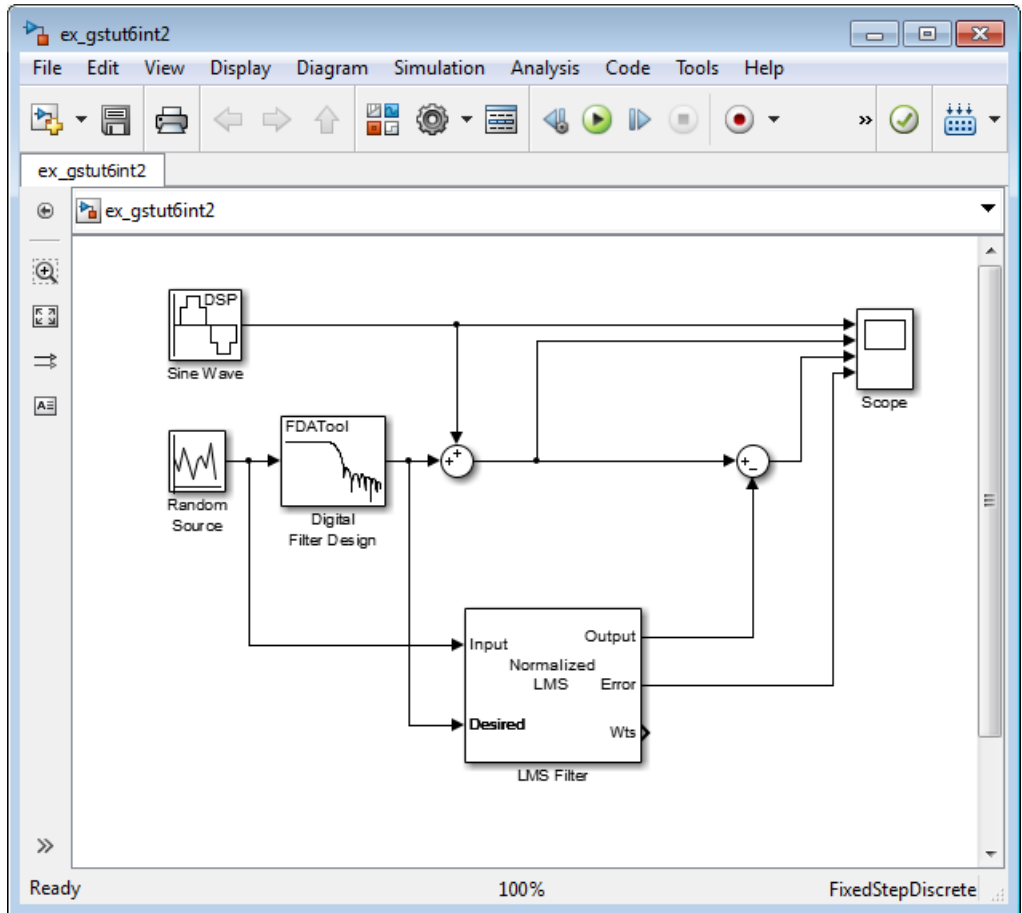 ex_gstut6int2
File Edit View Display Diagram Simulation Analysis Code Tools Help
»
ex_gstut6int2
ex_gstut6int2
DSP
Sine Wave
Scope
FDATool
Random
Source
Digital
Filter Design
Input
Output
Normalized
LMS
Error
Desired
Wts
LMS Filter
»
Ready 100% FixedStepDiscrete